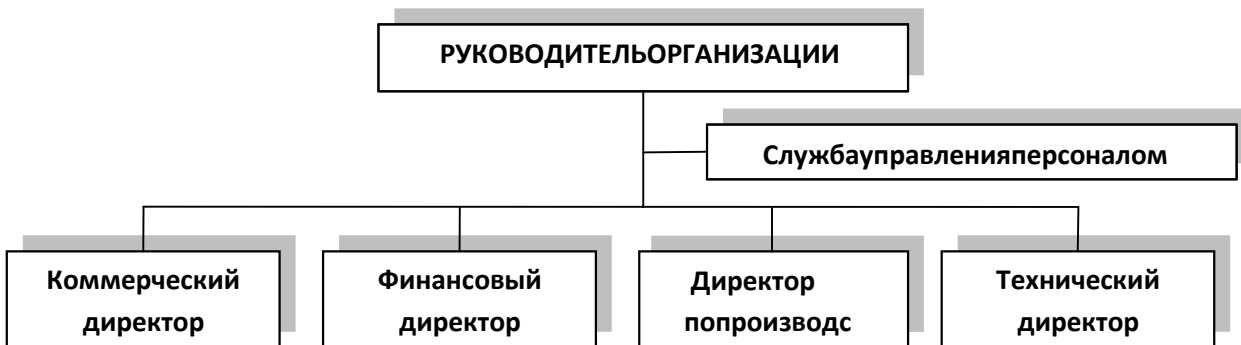 РУКОВОДИТЕЛЬОРГАНИЗАЦИИ
Службауправленияперсоналом
Коммерческий
директор
Финансовый
директор
Директор
попроизводс
Технический
директор